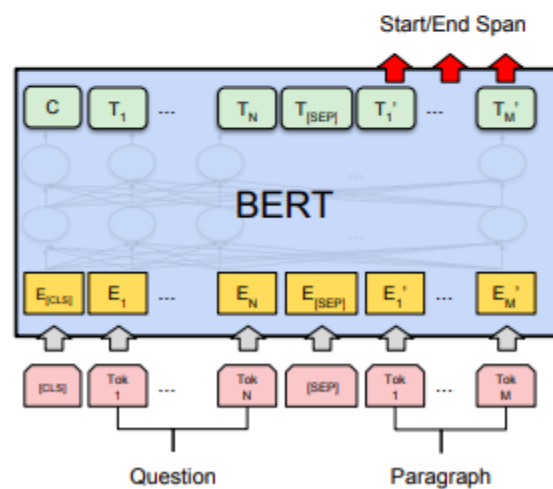 Start/End Span
C T1 ... TN T[SEP] T1' ... TM'
...
BERT
...
E[CLS] E1 ... EN E[SEP] E1' ... EM'
[CLS] Tok 1 ... Tok N [SEP] Tok 1 ... Tok M
Question Paragraph